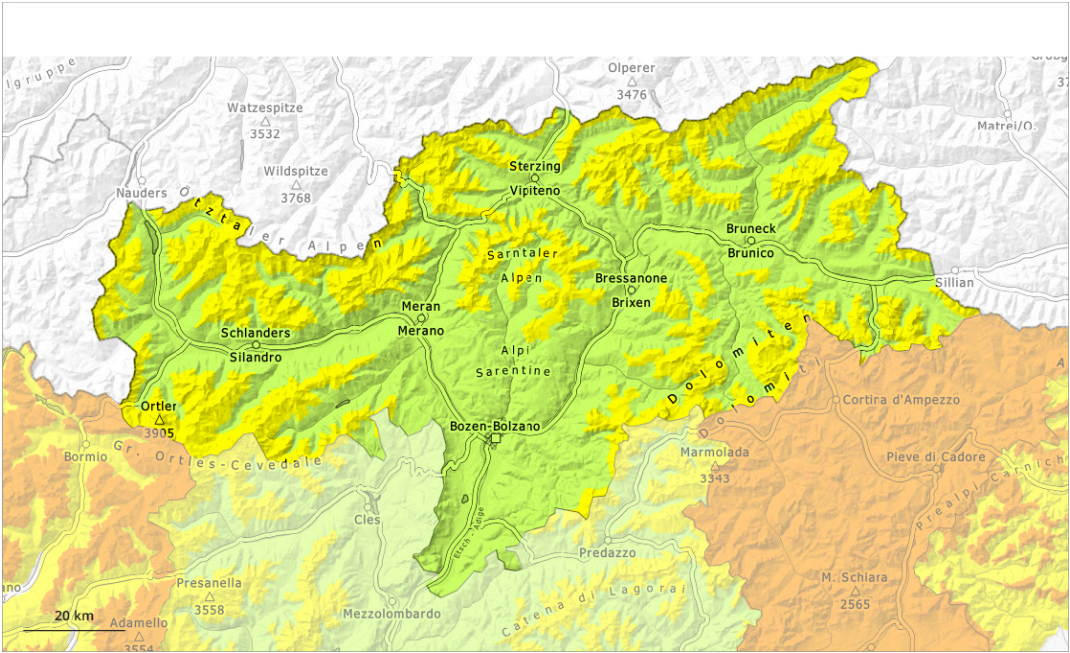 Olperer
3476
Watzespitze
3532
Matrei/O.
Sterzing
Vipiteno
Wildspitze
3768
Nauders
Ötztaler Alpen
Bruneck
Brunico
Sarntaler
Alpen
Bressanone
Brixen
Sillian
Meran
Merano
Schlanders
Silandro
Alpi
Sarentine
Dolomiten
Dolomiti
Ortler
3905
Cortina d'Ampezzo
Bozen-Bolzano
Gr. Ortles-Cevedale
Bormio
Marmolada
3343
Pieve di Cadore
Prealpi Carniche
Cles
Etsch - Adige
Predazzo
Presanella
3558
M. Schiara
2565
Mezzolombardo
Catena di Lagorai
20 km
Adamello
3554